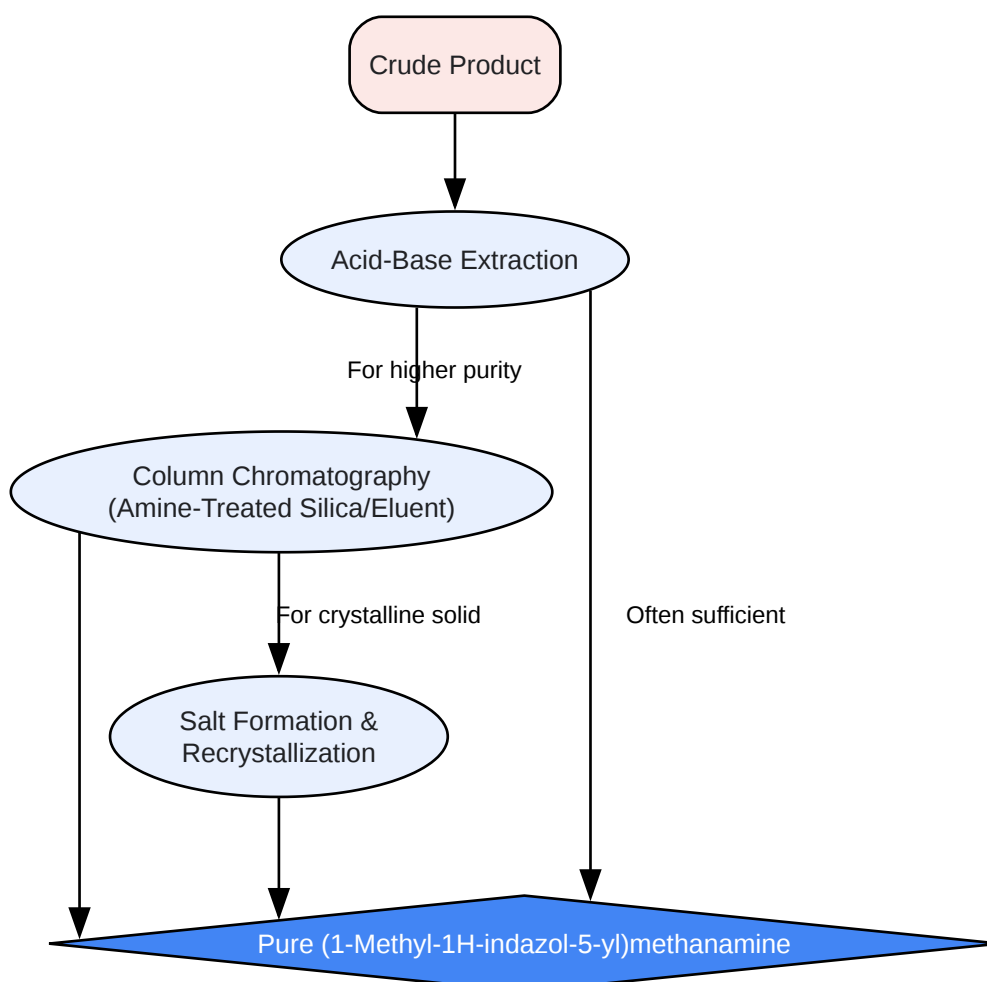 Crude Product
Acid-Base Extraction
For higher purity
Column Chromatography
(Amine-Treated Silica/Eluent)
For crystalline solid
Often sufficient
Salt Formation &
Recrystallization
Pure (1-Methyl-1H-indazol-5-yl)methanamine